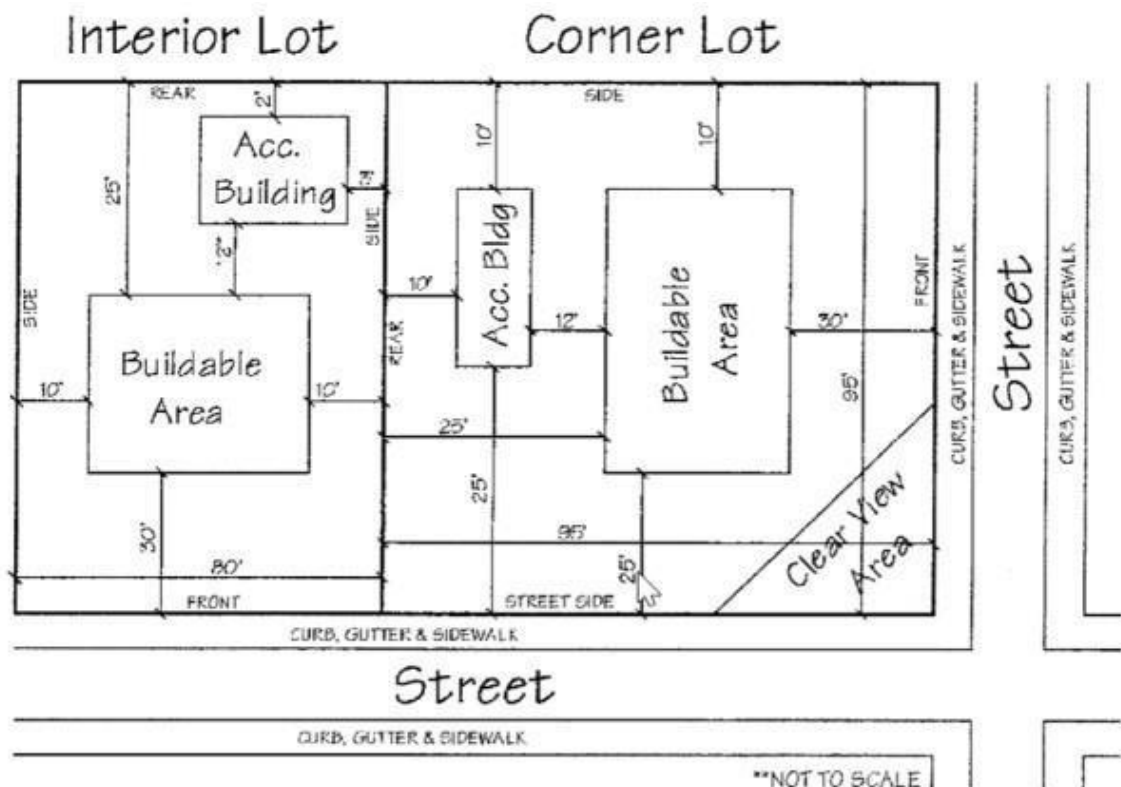 Interior Lot
Corner Lot
REAR
2'
Acc.
Building
25'
SIDE
SIDE
10'
Buildable
Area
10'
30'
80'
FRONT
SIDE
10'
10'
Acc. Bldg
10'
REAR
12'
Buildable
Area
30'
FRONT
95'
25'
25'
95'
25'
STREET SIDE
Clear View
Area
CURB, GUTTER & SIDEWALK
Street
CURB, GUTTER & SIDEWALK
CURB, GUTTER & SIDEWALK
Street
CURB, GUTTER & SIDEWALK
**NOT TO SCALE